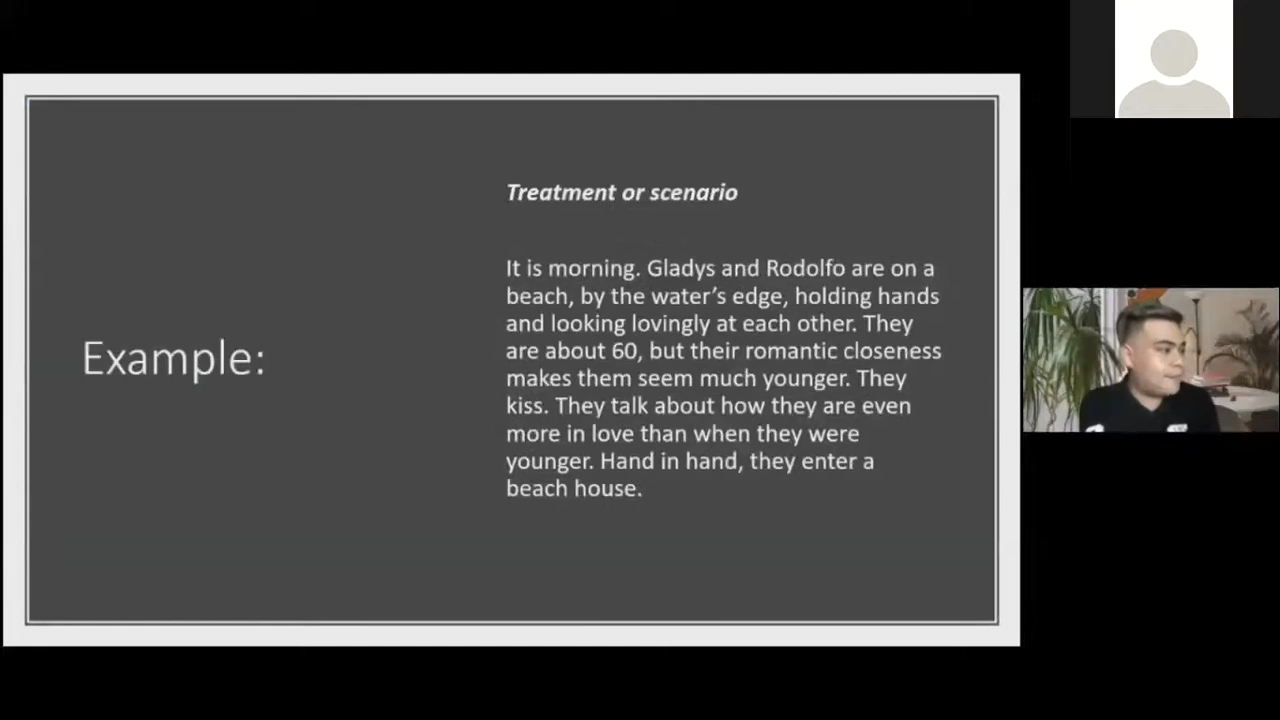 Example:
Treatment or scenario
It is morning. Gladys and Rodolfo are on a
beach, by the water’s edge, holding hands
and looking lovingly at each other. They
are about 60, but their romantic closeness
makes them seem much younger. They
kiss. They talk about how they are even
more in love than when they were
younger. Hand in hand, they enter a
beach house.